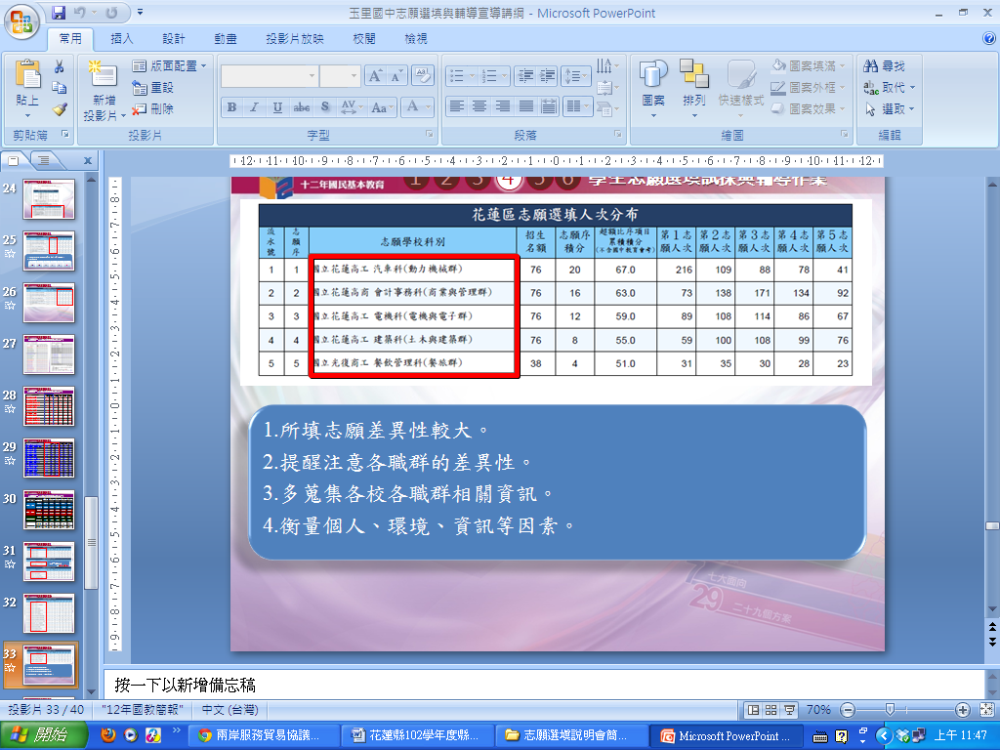 玉里國中志願選填與輔導宣導講綱 - Microsoft PowerPoint
常用 插入 設計 動畫 投影片放映 校閱 檢視
貼上
剪貼簿
新增
投影片
版面配置
重設
刪除
投影片
字型
段落
圖案
排列
快速樣式
圖案填滿
圖案外框
圖案效果
繪圖
尋找
取代
選取
編輯
十二年國民基本教育 1 2 3 4 5 6 學生志願選填試探與輔導作業
花蓮區志願選填人次分布
流水號 志願序 志願學校科別 招生名額 志願序積分 超額比序項目累積積分(不含國中教育會考) 第1志願人次 第2志願人次 第3志願人次 第4志願人次 第5志願人次
1 1 國立花蓮高工 汽車科(動力機械群) 76 20 67.0 216 109 88 78 41
2 2 國立花蓮高商 會計事務科(商業與管理群) 76 16 63.0 73 138 171 134 92
3 3 國立花蓮高工 電機科(電機與電子群) 76 12 59.0 89 108 114 86 67
4 4 國立花蓮高工 建築科(土木與建築群) 76 8 55.0 59 100 108 99 76
5 5 國立光復商工 餐飲管理科(餐旅群) 38 4 51.0 31 35 30 28 23
1.所填志願差異性較大。
2.提醒注意各職群的差異性。
3.多蒐集各校各職群相關資訊。
4.衡量個人、環境、資訊等因素。
7 七大面向
29 二十九個方案
24
25
26
27
28
29
30
31
32
33
按一下以新增備忘稿
投影片 33 / 40 "12年國教簡報" 中文 (台灣) 70%
開始 兩岸服務貿易協議... 花蓮縣102學年度縣... 志願選填說明會簡... Microsoft PowerPoint ... 上午 11:47